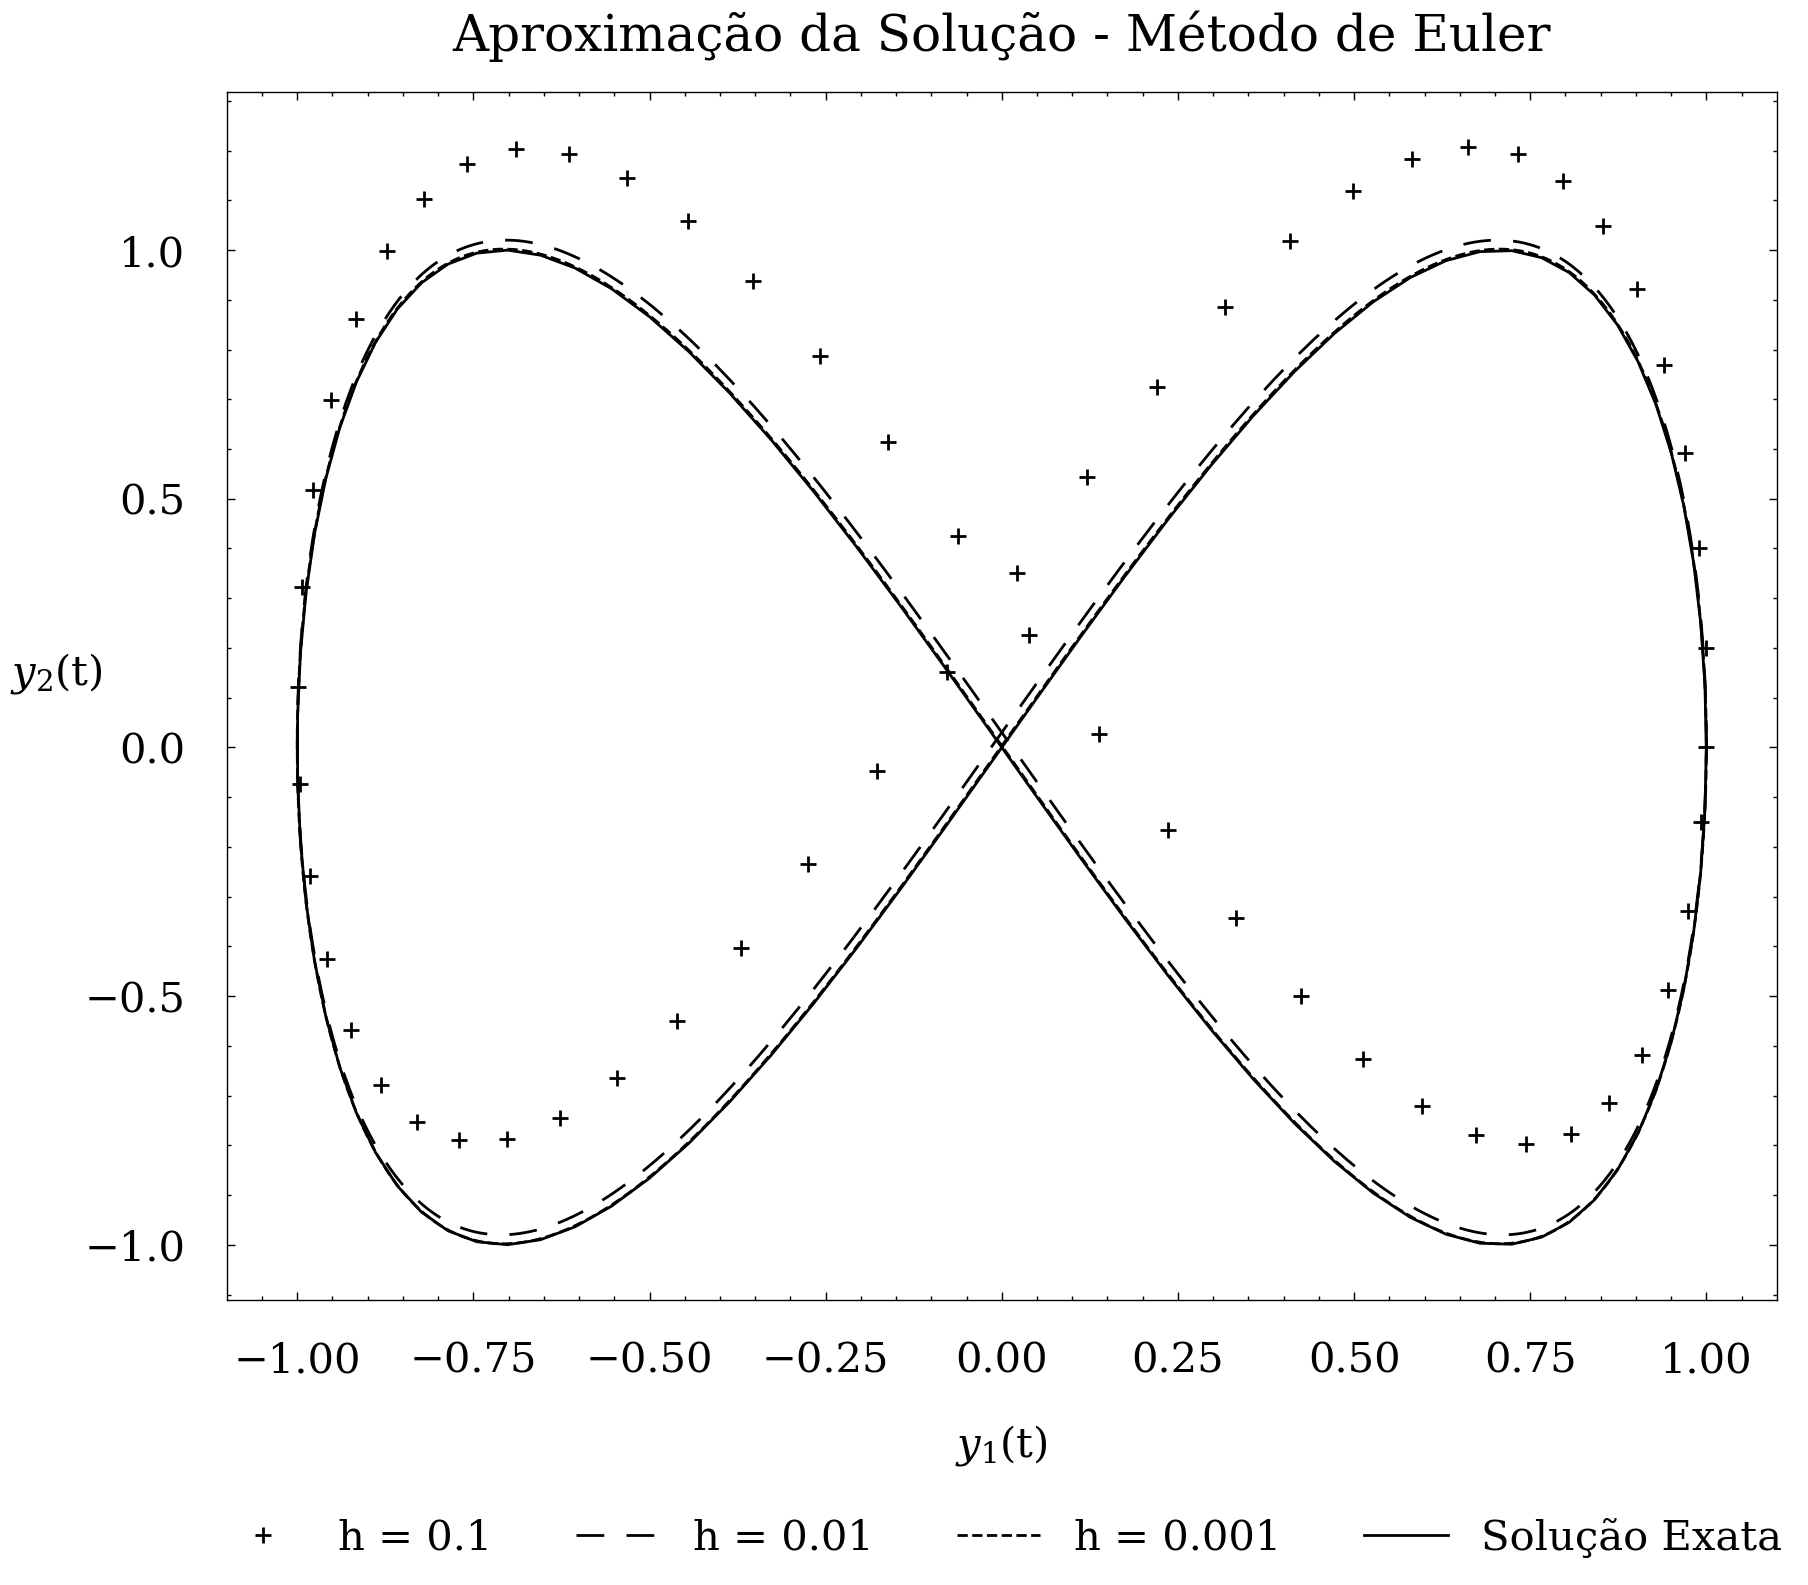 Aproximação da Solução - Método de Euler
1.0
0.5
0.0
−0.5
−1.0
y₂(t)
−1.00 −0.75 −0.50 −0.25 0.00 0.25 0.50 0.75 1.00
y₁(t)
h = 0.1 h = 0.01 h = 0.001 Solução Exata